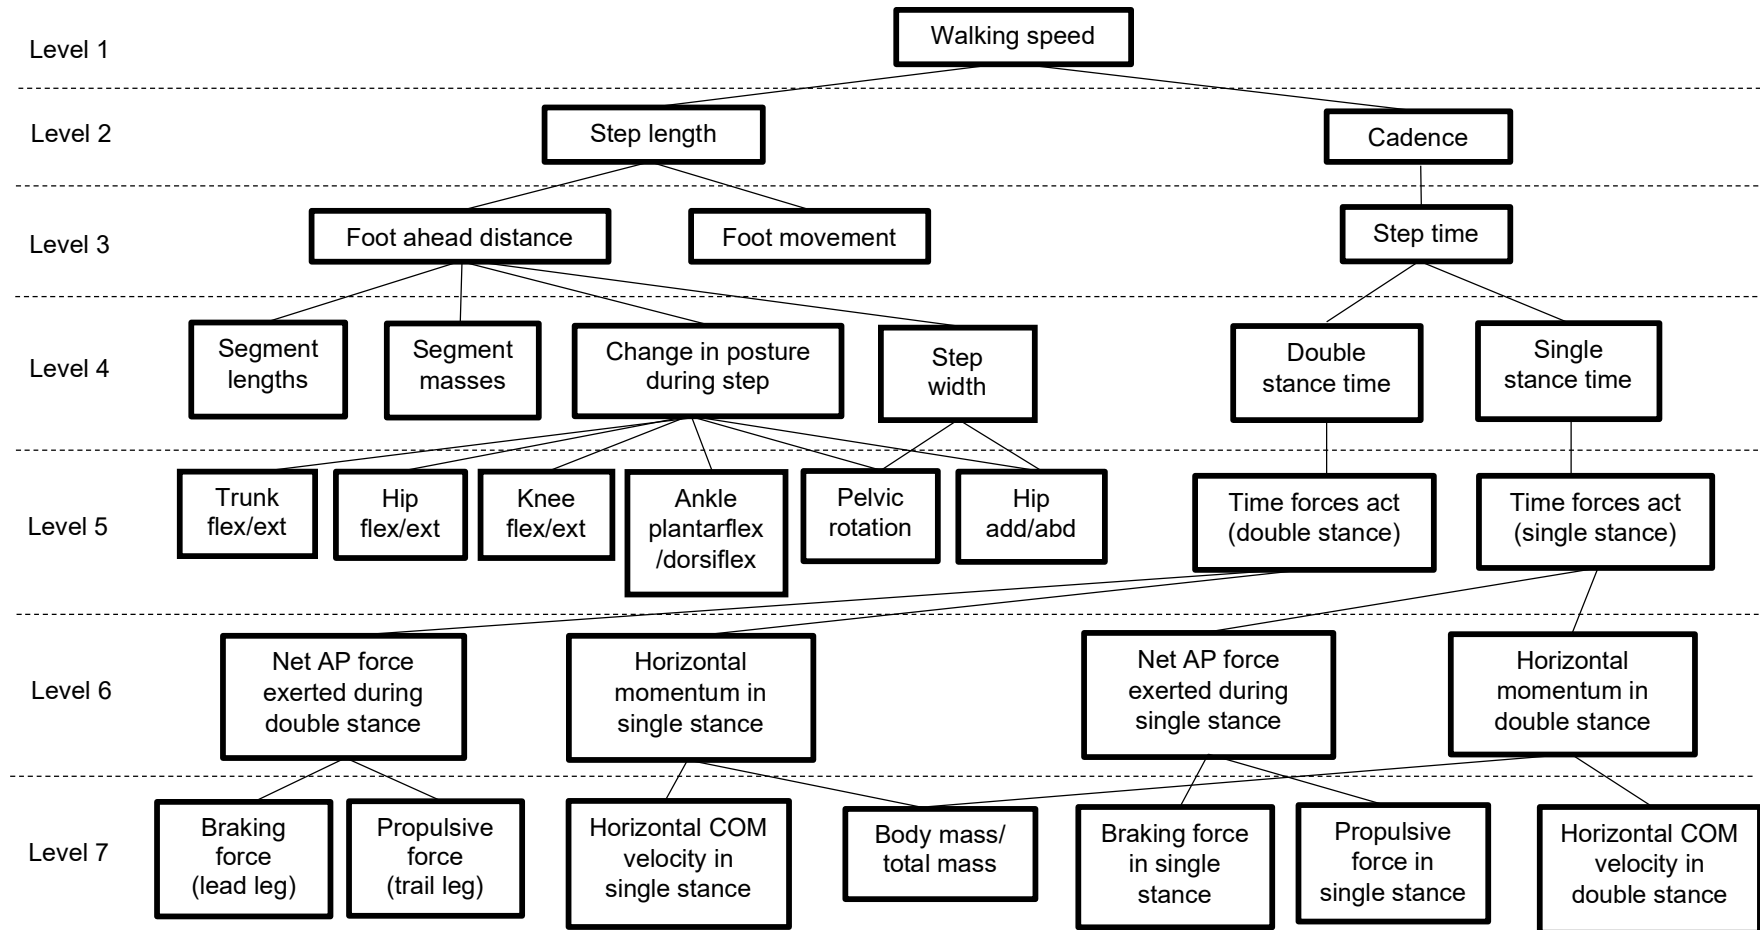 Level 1
Walking speed
Level 2
Step length
Cadence
Level 3
Foot ahead distance
Foot movement
Step time
Level 4
Segment
lengths
Segment
masses
Change in posture
during step
Step
width
Double
stance time
Single
stance time
Level 5
Trunk
flex/ext
Hip
flex/ext
Knee
flex/ext
Ankle
plantarflex
/dorsiflex
Pelvic
rotation
Hip
add/abd
Time forces act
(double stance)
Time forces act
(single stance)
Level 6
Net AP force
exerted during
double stance
Horizontal
momentum in
single stance
Net AP force
exerted during
single stance
Horizontal
momentum in
double stance
Level 7
Braking
force
(lead leg)
Propulsive
force
(trail leg)
Horizontal COM
velocity in
single stance
Body mass/
total mass
Braking force
in single
stance
Propulsive
force in
single stance
Horizontal COM
velocity in
double stance